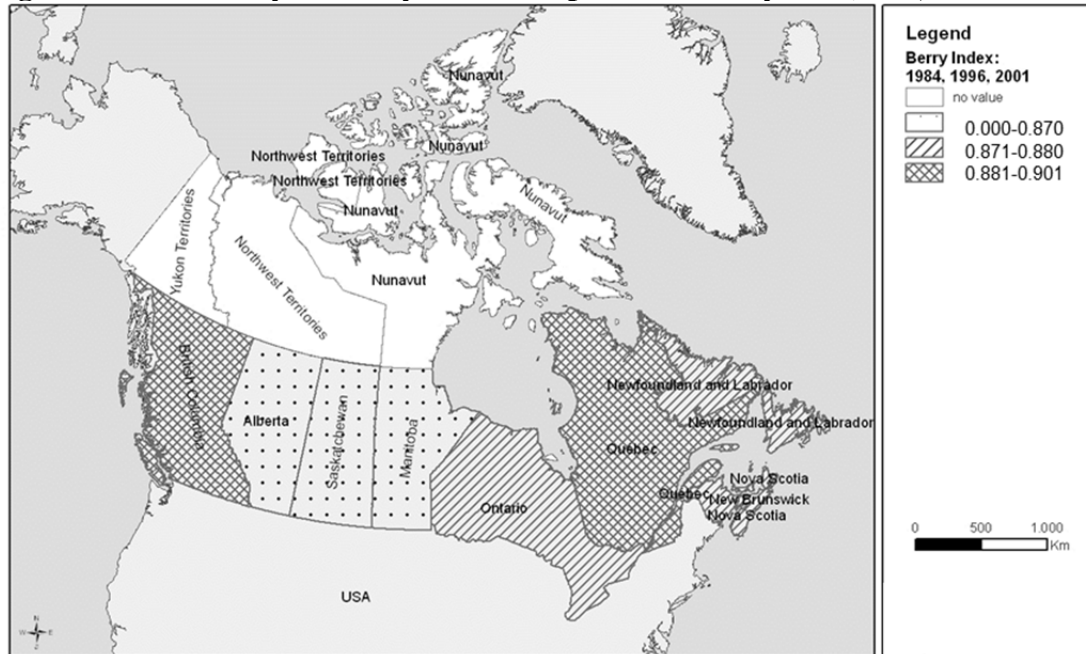 Nunavut
Nunavut
Northwest Territories
Northwest Territories
Nunavut
Nunavut
Yukon Territories
Northwest Territories
Nunavut
British Columbia
Alberta
Saskatchewan
Manitoba
Ontario
Newfoundland and Labrador
Newfoundland and Labrador
Québec
Nova Scotia
Québec
New Brunswick
Nova Scotia
USA
N
W
E
S
Legend
Berry Index:
1984, 1996, 2001
no value
0.000-0.870
0.871-0.880
0.881-0.901
0 500 1.000
Km